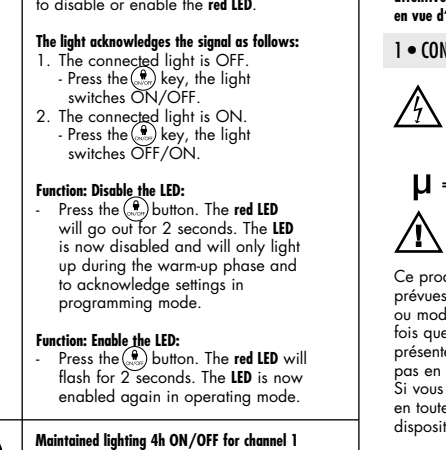 to disable or enable the red LED.
The light acknowledges the signal as follows:
1. The connected light is OFF.
- Press the ON/OFF key, the light
switches ON/OFF.
2. The connected light is ON.
- Press the ON/OFF key, the light
switches OFF/ON.
Function: Disable the LED:
- Press the ON/OFF button. The red LED
will go out for 2 seconds. The LED
is now disabled and will only light
up during the warm-up phase and
to acknowledge settings in
programming mode.
Function: Enable the LED:
- Press the ON/OFF button. The red LED will
flash for 2 seconds. The LED is now
enabled again in operating mode.
Maintained lighting 4h ON/OFF for channel 1
en vue d'
1 • CON
µ =
Ce prod
prévues
ou mod
fois que
présente
pas en
Si vous
en toute
disposit